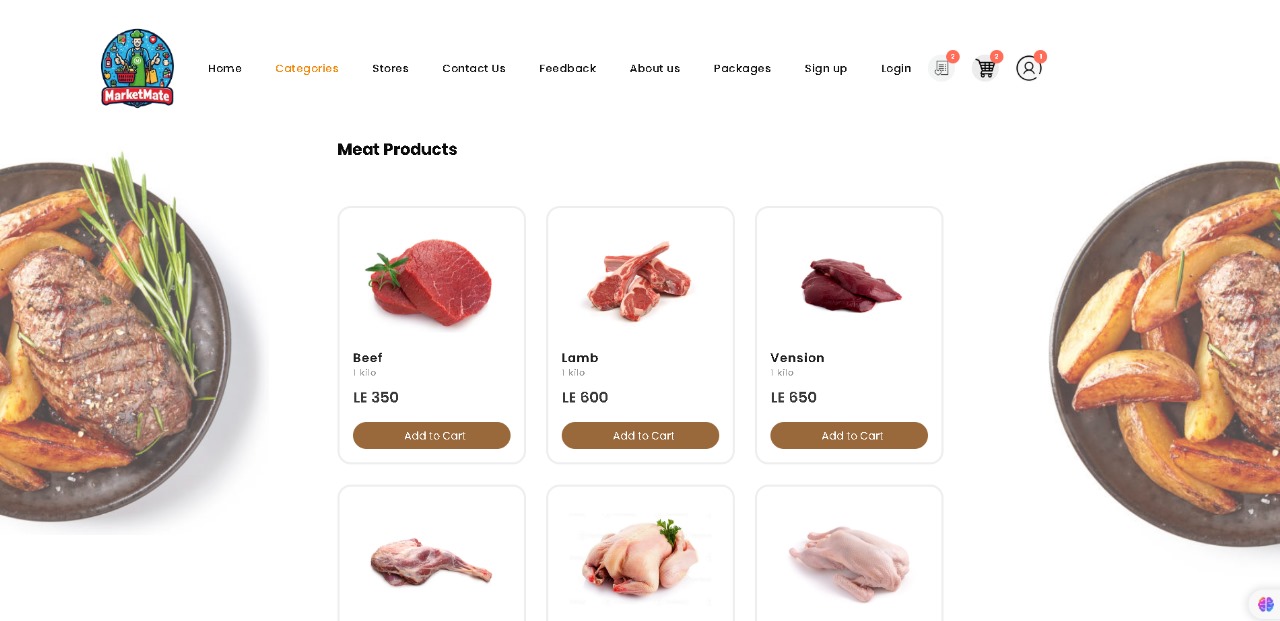 MarketMate
Home
Categories
Stores
Contact Us
Feedback
About us
Packages
Sign up
Login
2
2
1
Meat Products
Beef
1 kilo
LE 350
Add to Cart
Lamb
1 kilo
LE 600
Add to Cart
Vension
1 kilo
LE 650
Add to Cart